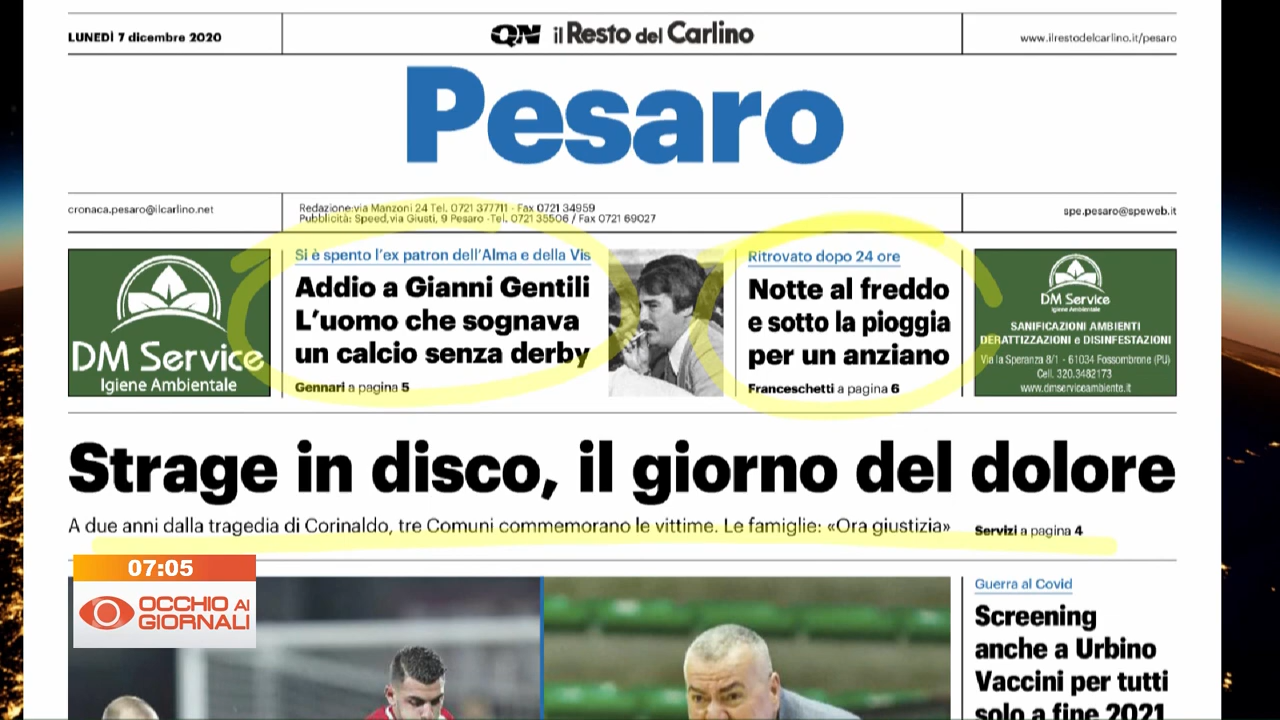 LUNEDÌ 7 dicembre 2020
QN il Resto del Carlino
www.ilrestodelcarlino.it/pesaro
Pesaro
cronaca.pesaro@ilcarlino.net
Redazione:via Manzoni 24 Tel. 0721 377711 - Fax 0721 34959
Pubblicità: Speed,via Giusti, 9 Pesaro -Tel. 0721 35506 / Fax 0721 69027
spe.pesaro@speweb.it
DM Service
Igiene Ambientale
Si è spento l'ex patron dell'Alma e della Vis
Addio a Gianni Gentili
L'uomo che sognava
un calcio senza derby
Gennari a pagina 5
Ritrovato dopo 24 ore
Notte al freddo
e sotto la pioggia
per un anziano
Franceschetti a pagina 6
DM Service
Igiene Ambientale
SANIFICAZIONI AMBIENTI
DERATTIZZAZIONI e DISINFESTAZIONI
Via la Speranza 8/1 - 61034 Fossombrone (PU)
Cell. 320.3482173
www.dmserviceambiente.it
Strage in disco, il giorno del dolore
A due anni dalla tragedia di Corinaldo, tre Comuni commemorano le vittime. Le famiglie: «Ora giustizia»
Servizi a pagina 4
07:05
OCCHIO AI
GIORNALI
Guerra al Covid
Screening
anche a Urbino
Vaccini per tutti
solo a fine 2021